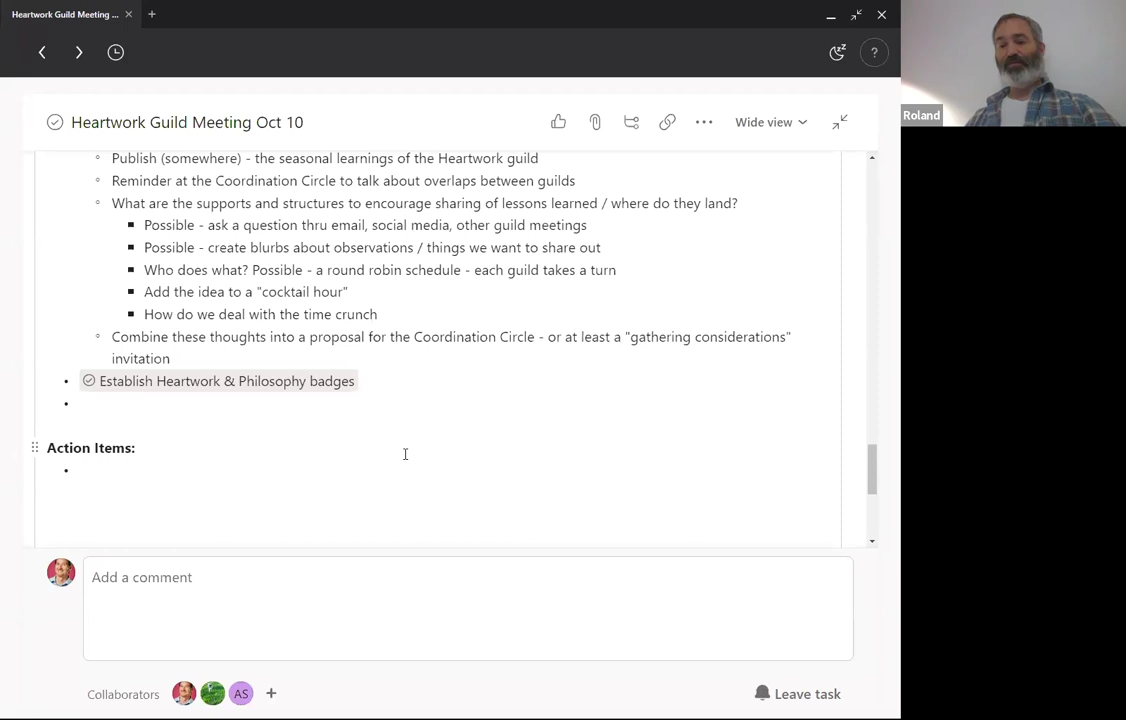 Heartwork Guild Meeting ...
Heartwork Guild Meeting Oct 10
Wide view
Publish (somewhere) - the seasonal learnings of the Heartwork guild
Reminder at the Coordination Circle to talk about overlaps between guilds
What are the supports and structures to encourage sharing of lessons learned / where do they land?
Possible - ask a question thru email, social media, other guild meetings
Possible - create blurbs about observations / things we want to share out
Who does what? Possible - a round robin schedule - each guild takes a turn
Add the idea to a "cocktail hour"
How do we deal with the time crunch
Combine these thoughts into a proposal for the Coordination Circle - or at least a "gathering considerations"
invitation
Establish Heartwork & Philosophy badges
Action Items:
Add a comment
Collaborators
AS
Leave task
Roland